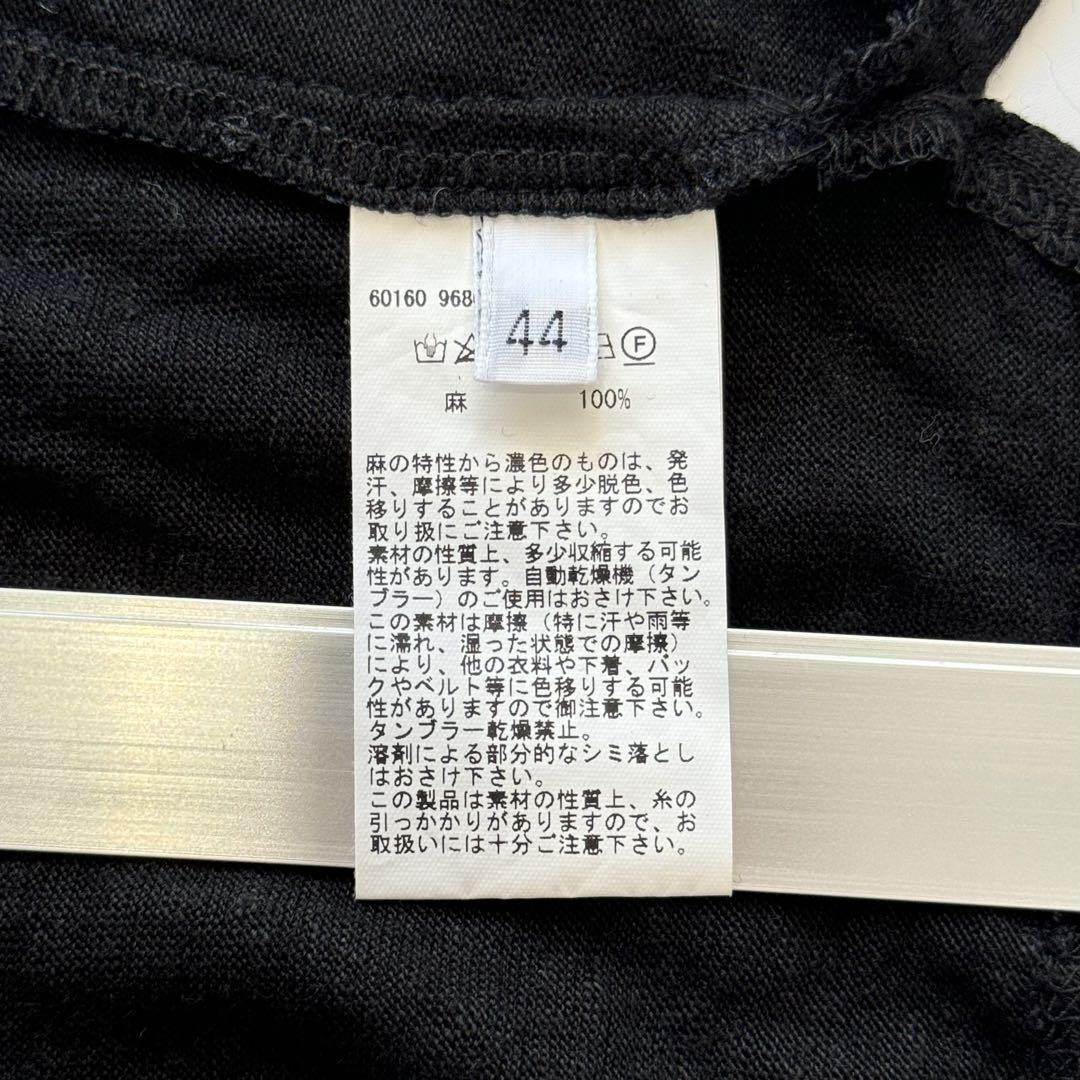 60160 968
44
F
麻 100%
麻の特性から濃色のものは、発
汗、摩擦等により多少脱色、色
移りすることがありますのでお
取り扱にご注意下さい。
素材の性質上、多少収縮する可能
性があります。自動乾燥機（タン
ブラー）のご使用はおさけ下さい。
この素材は摩擦（特に汗や雨等
に濡れ、湿った状態での摩擦）
により、他の衣料や下着、バッ
クやベルト等に色移りする可能
性がありますので御注意下さい。
タンブラー乾燥禁止。
溶剤による部分的なシミ落とし
はおさけ下さい。
この製品は素材の性質上、糸の
引っかかりがありますので、お
取扱いには十分ご注意下さい。